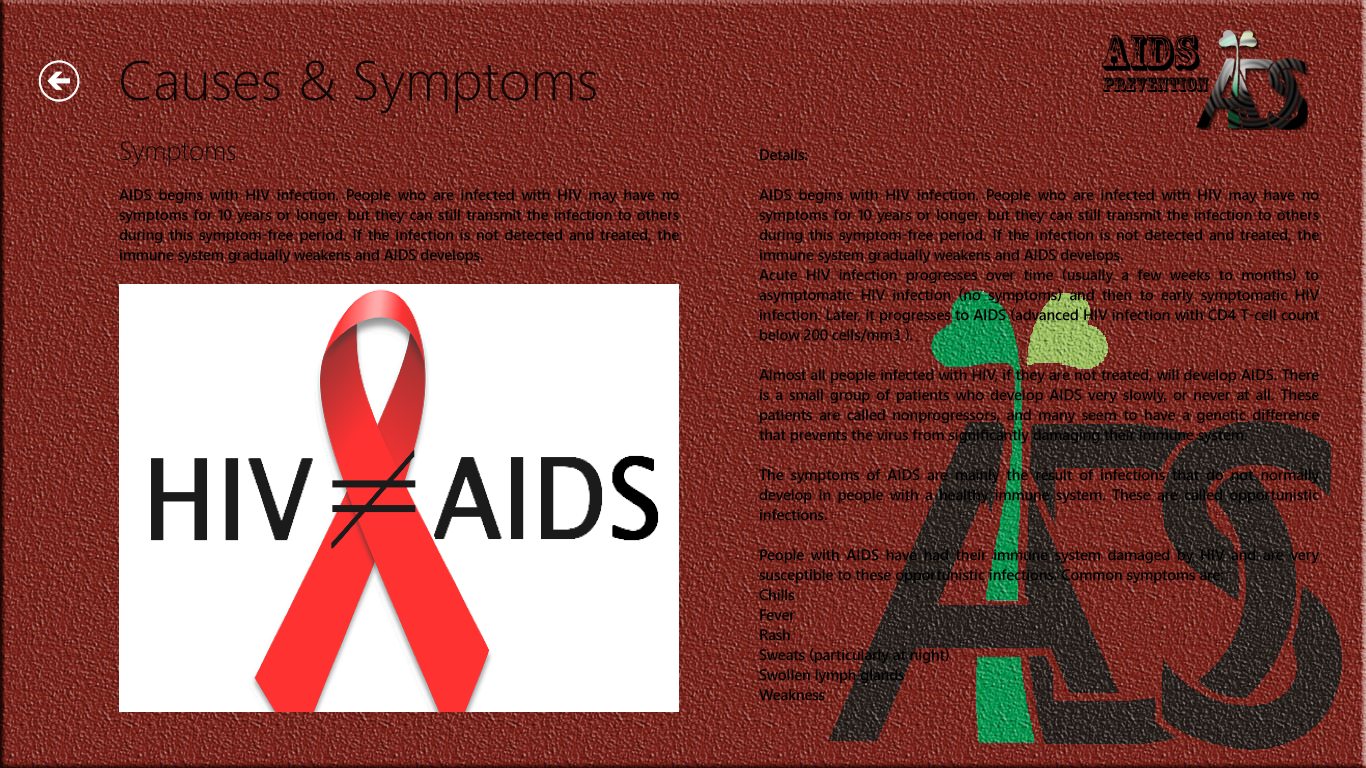 Causes & Symptoms
AIDS
PREVENTION
AIDS
Symptoms
AIDS begins with HIV infection. People who are infected with HIV may have no
symptoms for 10 years or longer, but they can still transmit the infection to others
during this symptom-free period. If the infection is not detected and treated, the
immune system gradually weakens and AIDS develops.
HIV ≠ AIDS
Details:
AIDS begins with HIV infection. People who are infected with HIV may have no
symptoms for 10 years or longer, but they can still transmit the infection to others
during this symptom-free period. If the infection is not detected and treated, the
immune system gradually weakens and AIDS develops.
Acute HIV infection progresses over time (usually a few weeks to months) to
asymptomatic HIV infection (no symptoms) and then to early symptomatic HIV
infection. Later, it progresses to AIDS (advanced HIV infection with CD4 T-cell count
below 200 cells/mm3 ).
Almost all people infected with HIV, if they are not treated, will develop AIDS. There
is a small group of patients who develop AIDS very slowly, or never at all. These
patients are called nonprogressors, and many seem to have a genetic difference
that prevents the virus from significantly damaging their immune system.
The symptoms of AIDS are mainly the result of infections that do not normally
develop in people with a healthy immune system. These are called opportunistic
infections.
People with AIDS have had their immune system damaged by HIV and are very
susceptible to these opportunistic infections. Common symptoms are:
Chills
Fever
Rash
Sweats (particularly at night)
Swollen lymph glands
Weakness
AIDS